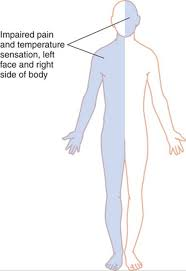 Impaired pain
and temperature
sensation, left
face and right
side of body